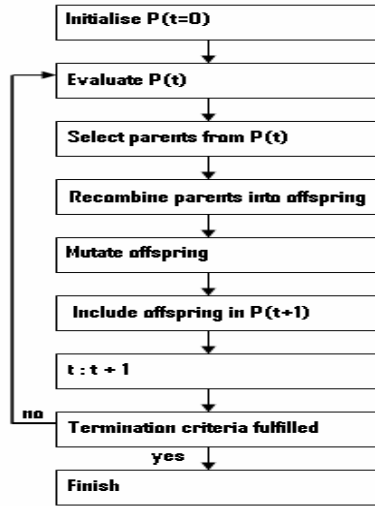 Initialise P(t=0)
Evaluate P(t)
Select parents from P(t)
Recombine parents into offspring
Mutate offspring
Include offspring in P(t+1)
t : t + 1
no
Termination criteria fulfilled
yes
Finish